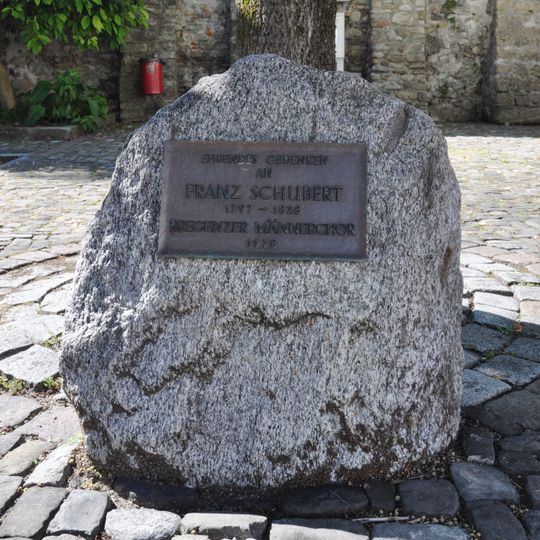 EHRENDES GEDENKEN
AN
FRANZ SCHUBERT
1797 - 1828
BREGENZER MÄNNERCHOR
1978